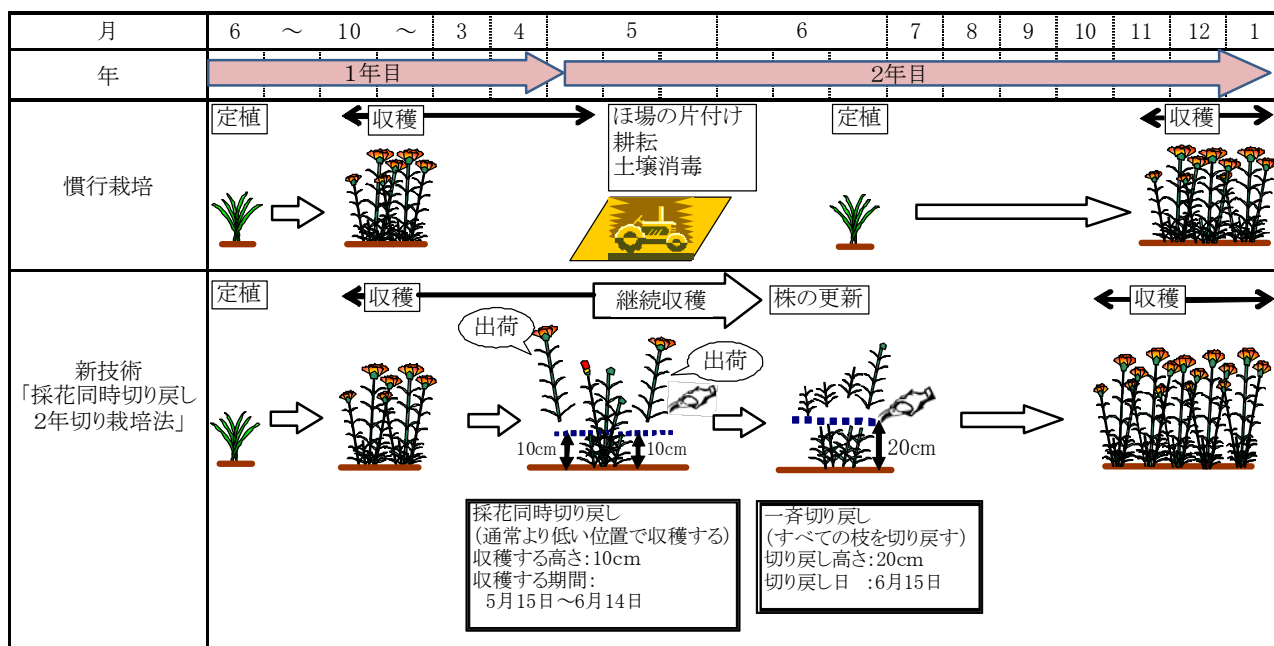 月 6 ～ 10 ～ 3 4 5 6 7 8 9 10 11 12 1
年 1年目 2年目
慣行栽培
定植
収穫
ほ場の片付け
耕耘
土壌消毒
定植
収穫
新技術
「採花同時切り戻し
2年切り栽培法」
定植
収穫
継続収穫
株の更新
収穫
出荷
出荷
10cm
10cm
20cm
採花同時切り戻し
(通常より低い位置で収穫する)
収穫する高さ:10cm
収穫する期間:
5月15日～6月14日
一斉切り戻し
(すべての枝を切り戻す)
切り戻し高さ:20cm
切り戻し日 :6月15日